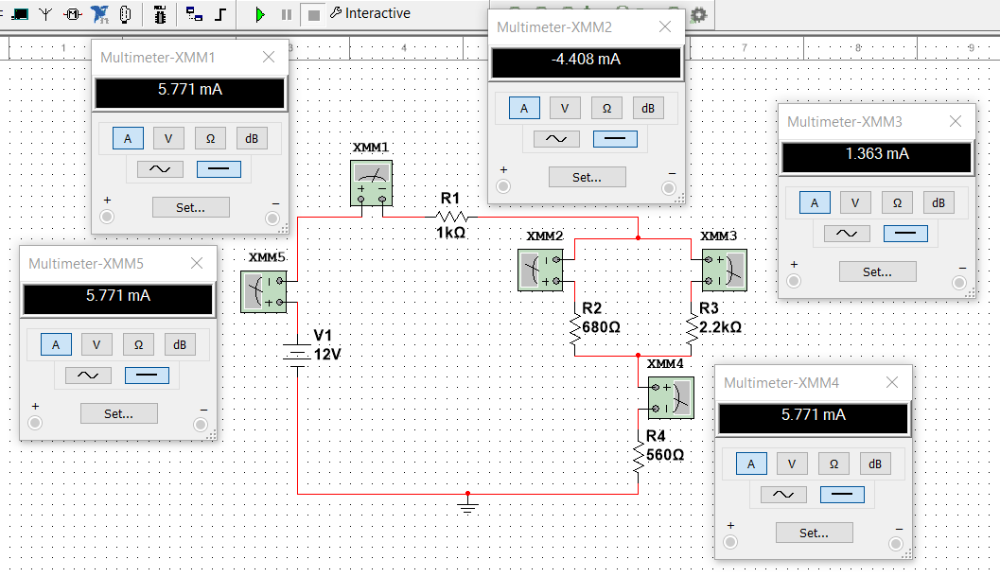 Interactive
1
3
4
7
8
9
Multimeter-XMM1
5.771 mA
A V Ω dB
+ Set... −
Multimeter-XMM2
-4.408 mA
A V Ω dB
+ Set... −
Multimeter-XMM3
1.363 mA
A V Ω dB
+ Set... −
Multimeter-XMM5
5.771 mA
A V Ω dB
+ Set... −
Multimeter-XMM4
5.771 mA
A V Ω dB
+ Set... −
XMM1
R1
1kΩ
XMM2
XMM3
XMM5
R2
680Ω
R3
2.2kΩ
V1
12V
XMM4
R4
560Ω